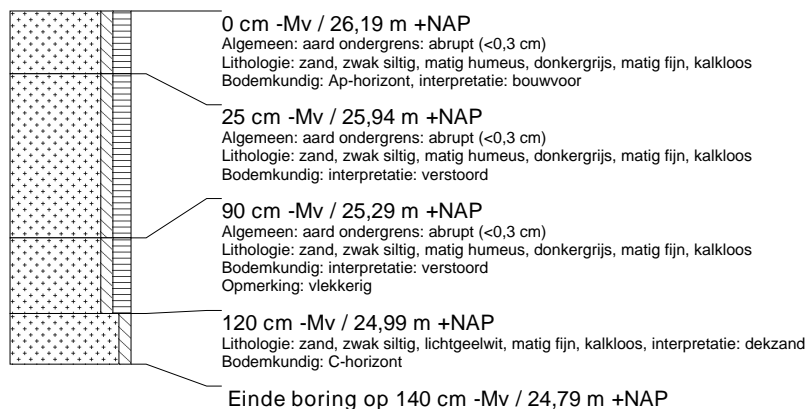 0 cm -Mv / 26,19 m +NAP
Algemeen: aard ondergrens: abrupt (<0,3 cm)
Lithologie: zand, zwak siltig, matig humeus, donkergrijs, matig fijn, kalkloos
Bodemkundig: Ap-horizont, interpretatie: bouwvoor
25 cm -Mv / 25,94 m +NAP
Algemeen: aard ondergrens: abrupt (<0,3 cm)
Lithologie: zand, zwak siltig, matig humeus, donkergrijs, matig fijn, kalkloos
Bodemkundig: interpretatie: verstoord
90 cm -Mv / 25,29 m +NAP
Algemeen: aard ondergrens: abrupt (<0,3 cm)
Lithologie: zand, zwak siltig, matig humeus, donkergrijs, matig fijn, kalkloos
Bodemkundig: interpretatie: verstoord
Opmerking: vlekkerig
120 cm -Mv / 24,99 m +NAP
Lithologie: zand, zwak siltig, lichtgeelwit, matig fijn, kalkloos, interpretatie: dekzand
Bodemkundig: C-horizont
Einde boring op 140 cm -Mv / 24,79 m +NAP